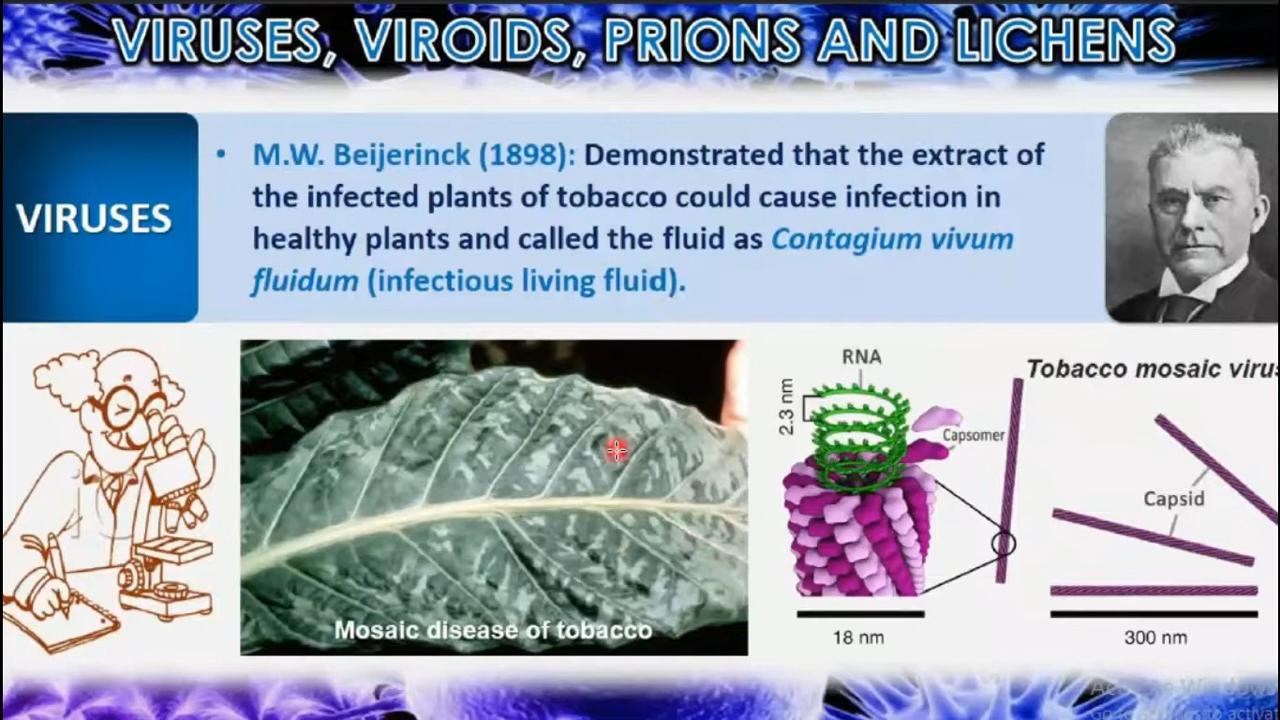 VIRUSES, VIROIDS, PRIONS AND LICHENS
VIRUSES
• M.W. Beijerinck (1898): Demonstrated that the extract of
the infected plants of tobacco could cause infection in
healthy plants and called the fluid as Contagium vivum
fluidum (infectious living fluid).
Mosaic disease of tobacco
RNA
2.3 nm
Capsomer
18 nm
Tobacco mosaic virus
Capsid
300 nm